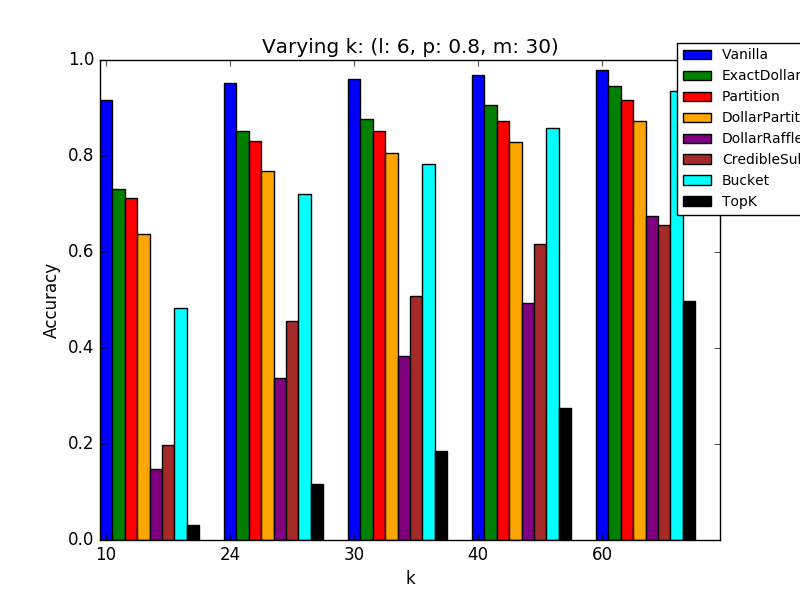 Varying k: (l: 6, p: 0.8, m: 30)
1.0
0.8
0.6
0.4
0.2
0.0
Accuracy
10 24 30 40 60
k
Vanilla
ExactDollar
Partition
DollarPartit
DollarRaffle
CredibleSu
Bucket
TopK